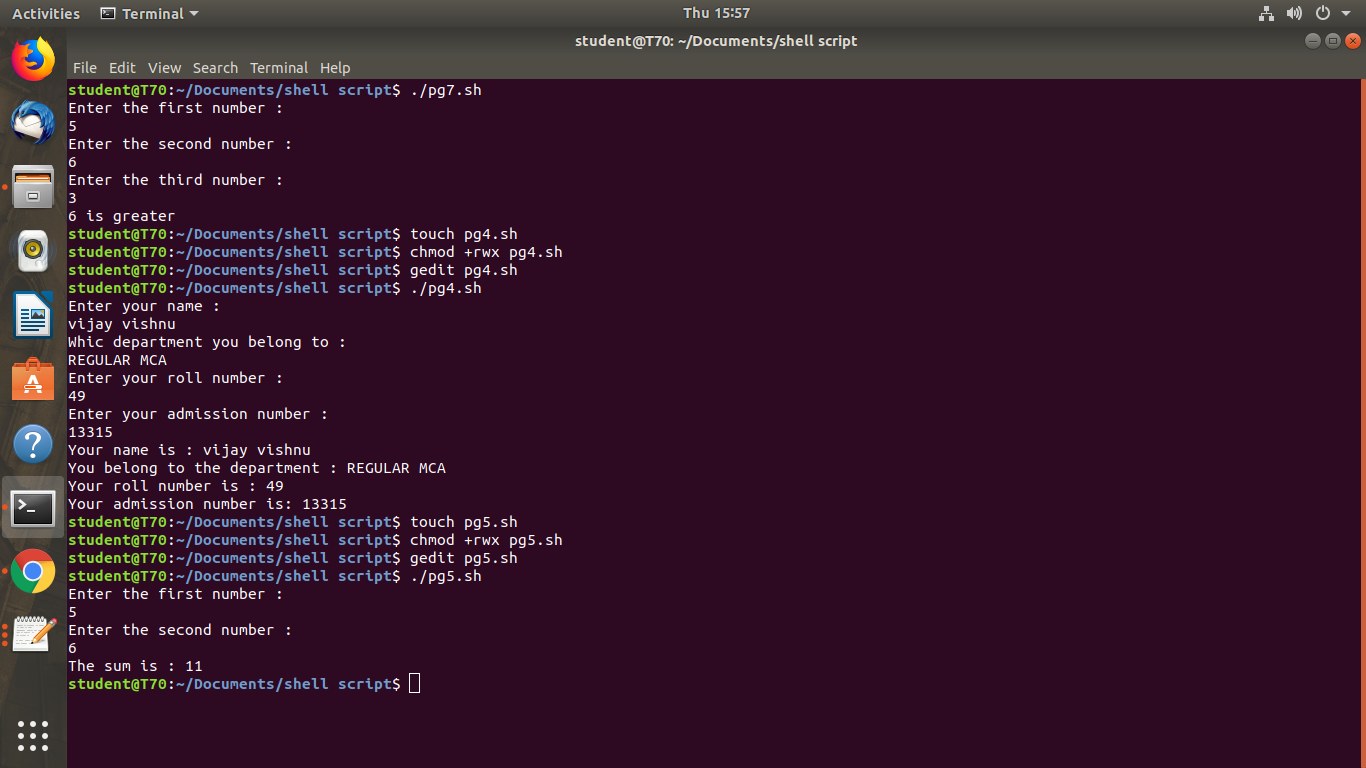 Activities Terminal Thu 15:57
student@T70: ~/Documents/shell script
File Edit View Search Terminal Help
student@T70:~/Documents/shell script$ ./pg7.sh
Enter the first number :
5
Enter the second number :
6
Enter the third number :
3
6 is greater
student@T70:~/Documents/shell script$ touch pg4.sh
student@T70:~/Documents/shell script$ chmod +rwx pg4.sh
student@T70:~/Documents/shell script$ gedit pg4.sh
student@T70:~/Documents/shell script$ ./pg4.sh
Enter your name :
vijay vishnu
Whic department you belong to :
REGULAR MCA
Enter your roll number :
49
Enter your admission number :
13315
Your name is : vijay vishnu
You belong to the department : REGULAR MCA
Your roll number is : 49
Your admission number is: 13315
student@T70:~/Documents/shell script$ touch pg5.sh
student@T70:~/Documents/shell script$ chmod +rwx pg5.sh
student@T70:~/Documents/shell script$ gedit pg5.sh
student@T70:~/Documents/shell script$ ./pg5.sh
Enter the first number :
5
Enter the second number :
6
The sum is : 11
student@T70:~/Documents/shell script$